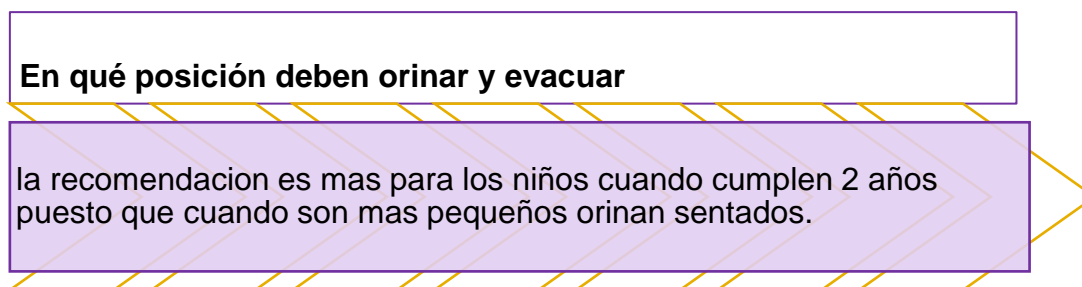 En qué posición deben orinar y evacuar
la recomendacion es mas para los niños cuando cumplen 2 años
puesto que cuando son mas pequeños orinan sentados.